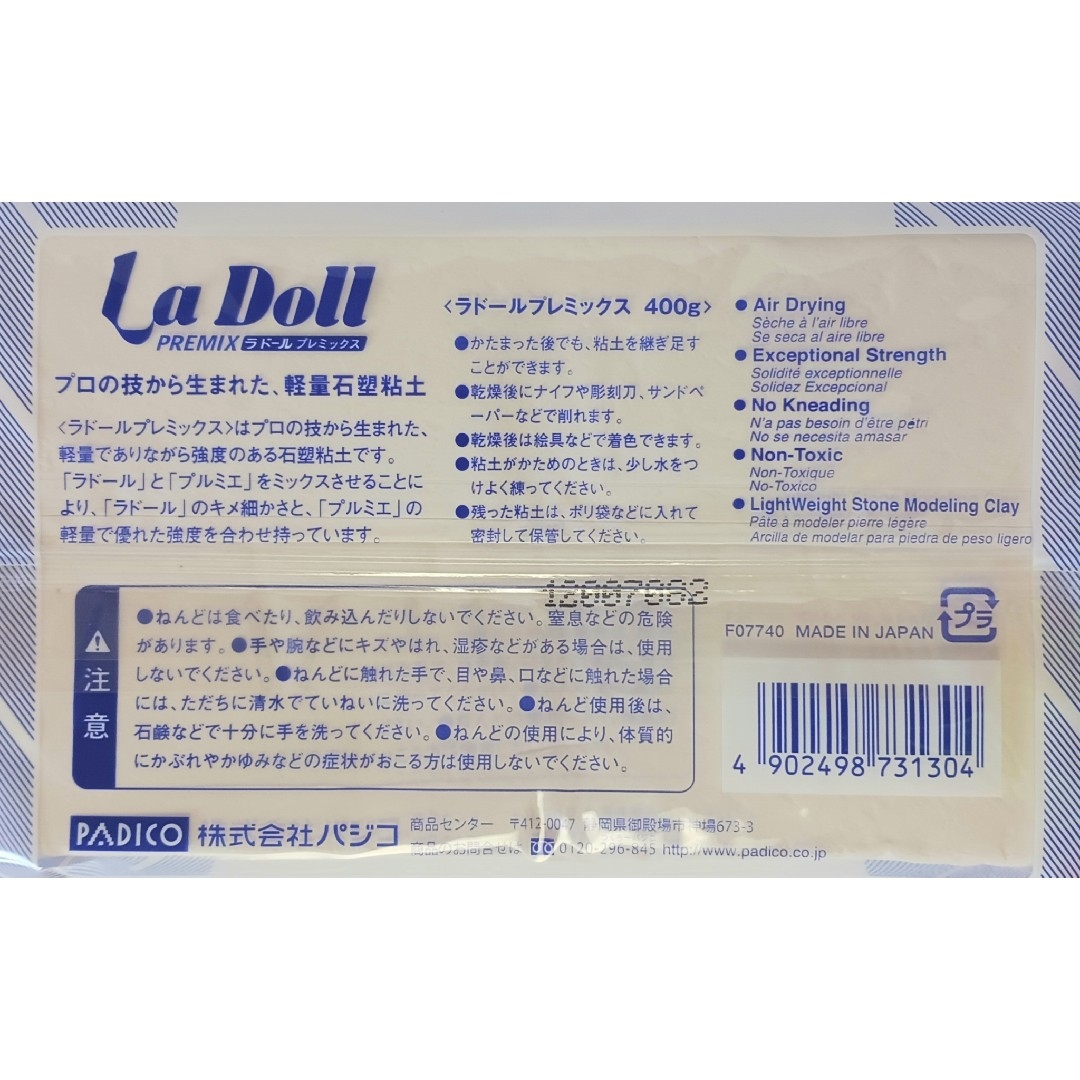 La Doll
PREMIX ラドール プレミックス
プロの技から生まれた、軽量石塑粘土
〈ラドールプレミックス〉はプロの技から生まれた、
軽量でありながら強度のある石塑粘土です。
「ラドール」と「プルミエ」をミックスさせることに
より、「ラドール」のキメ細かさと、「プルミエ」の
軽量で優れた強度を合わせ持っています。
〈ラドールプレミックス 400g〉
●かたまった後でも、粘土を継ぎ足す
ことができます。
●乾燥後にナイフや彫刻刀、サンドペ
ーパーなどで削れます。
●乾燥後は絵具などで着色できます。
●粘土がかためのときは、少し水をつ
けよく練ってください。
●残った粘土は、ポリ袋などに入れて
密封して保管してください。
● Air Drying
Sèche à l'air libre
Se seca al aire libre
● Exceptional Strength
Solidité exceptionnelle
Solidez Excepcional
● No Kneading
N'a pas besoin d'être pétri
No se necesita amasar
● Non-Toxic
Non-Toxique
No-Toxico
● LightWeight Stone Modeling Clay
Pâte à modeler pierre légère
Arcilla de modelar para piedra de peso ligero
注意
●ねんどは食べたり、飲み込んだりしないでください。窒息などの危険
があります。●手や腕などにキズやはれ、湿疹などがある場合は、使用
しないでください。●ねんどに触れた手で、目や鼻、口などに触れた場合
には、ただちに清水でていねいに洗ってください。●ねんど使用後は、
石鹸などで十分に手を洗ってください。●ねんどの使用により、体質的
にかぶれやかゆみなどの症状がおこる方は使用しないでください。
プラ
F07740 MADE IN JAPAN
4 902498 731304
PADICO 株式会社パジコ
商品センター 〒412-0047 静岡県御殿場市神場673-3
商品のお問合せは 0120-296-845 http://www.padico.co.jp